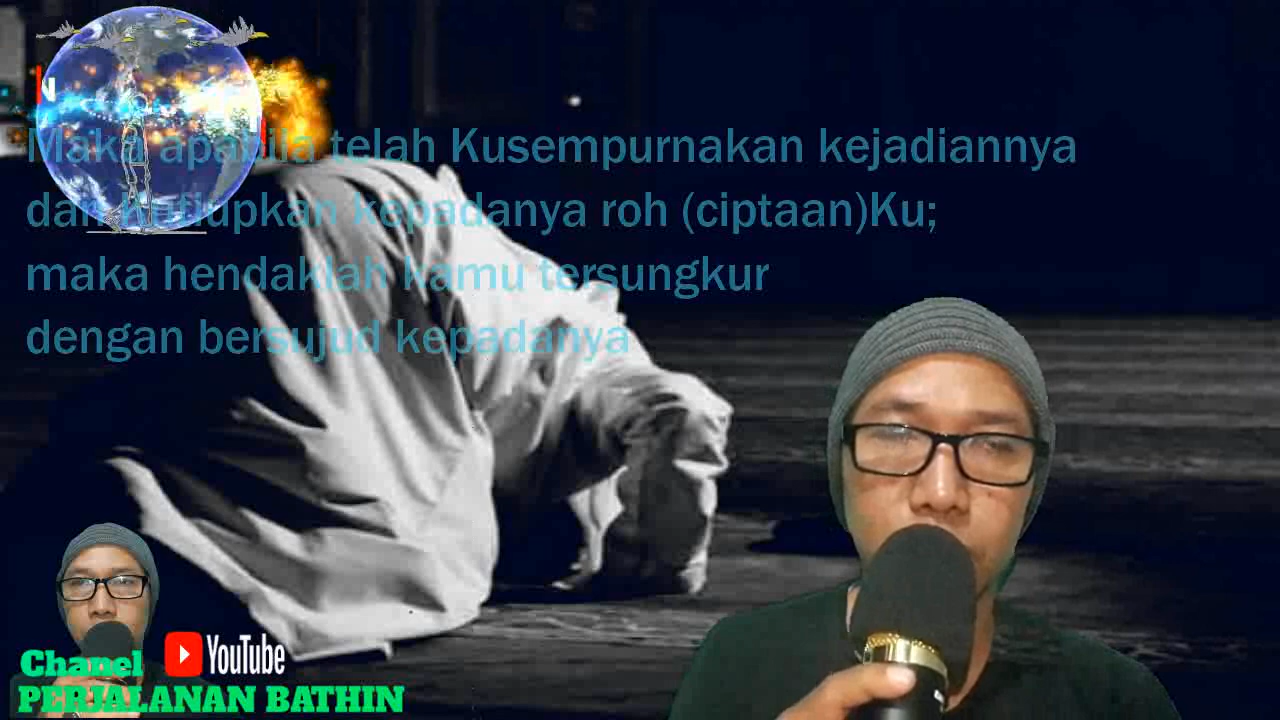 Maka apabila telah Kusempurnakan kejadiannya
dan Kutiupkan kepadanya roh (ciptaan)Ku;
maka hendaklah kamu tersungkur
dengan bersujud kepadanya
YouTube
Chanel
PERJALANAN BATHIN